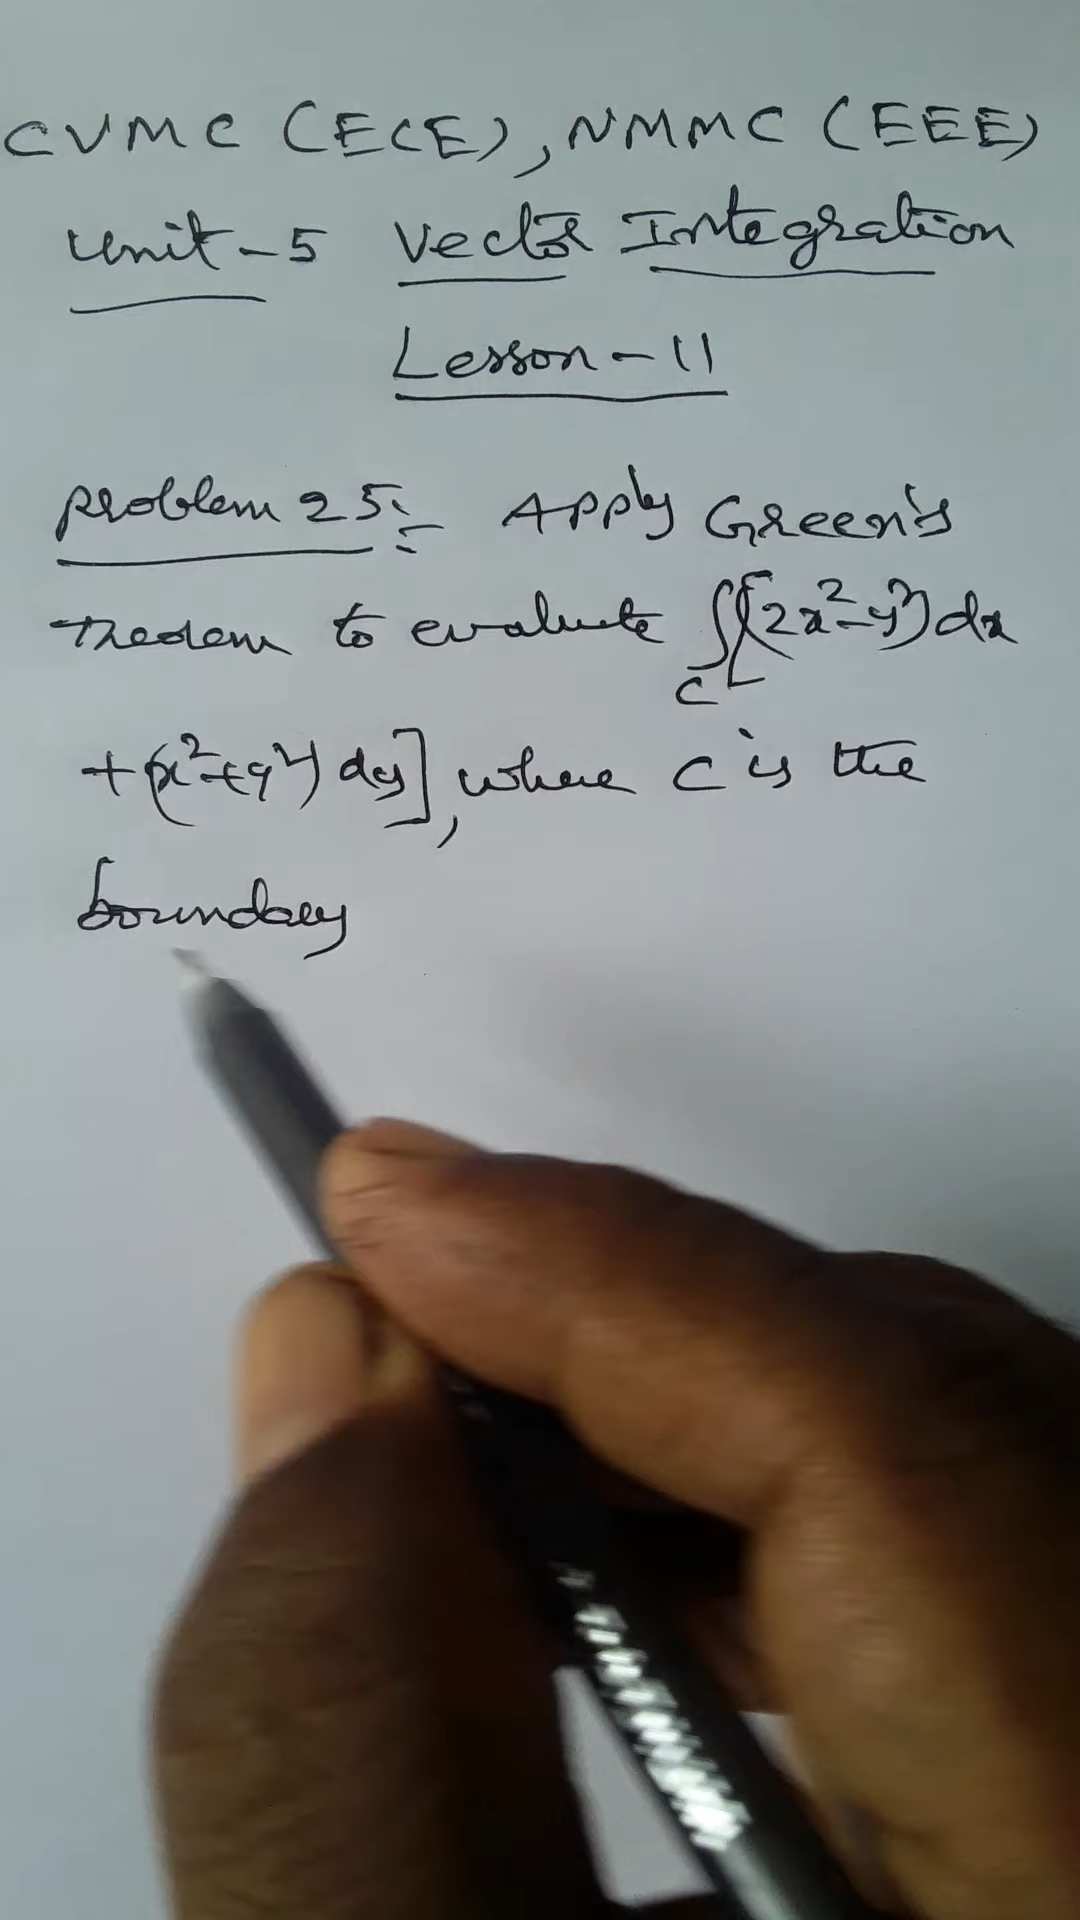 CVMC (ECE), NMMC (EEE)
Unit-5 Vector Integration
Lesson-11
Problem 25:- Apply Green's
Theorem to evaluate ∫c [(2x²-y²) dx
+(x²+y²) dy], where C is the
boundary